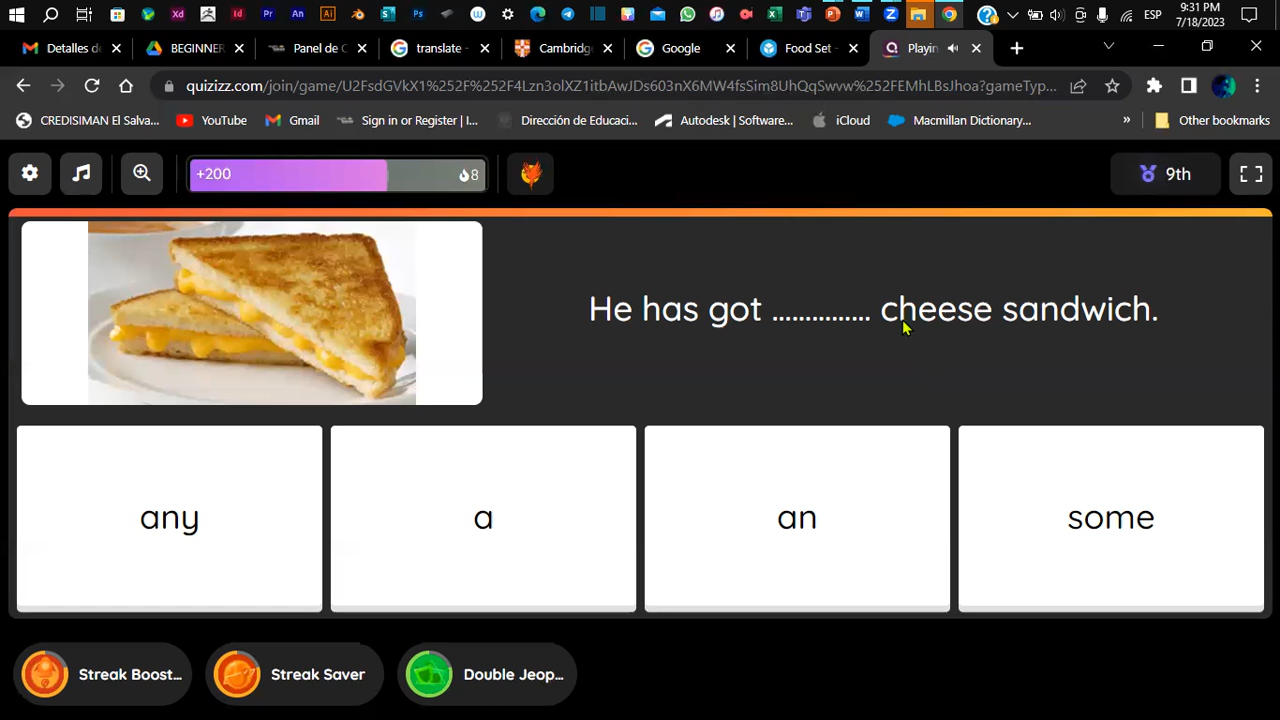 9:31 PM
ESP
7/18/2023
Detalles de
BEGINNER
Panel de C
translate -
Cambridg
Google
Food Set -
Playin
quizizz.com/join/game/U2FsdGVkX1%252F%252F4Lzn3olXZ1itbAwJDs603nX6MW4fsSim8UhQqSwvw%252FEMhLBsJhoa?gameTyp...
CREDISIMAN El Salva...
YouTube
Gmail
Sign in or Register | I...
Dirección de Educaci...
Autodesk | Software...
iCloud
Macmillan Dictionary...
»
Other bookmarks
+200
8
9th
He has got ............... cheese sandwich.
any
a
an
some
Streak Boost...
Streak Saver
Double Jeop...